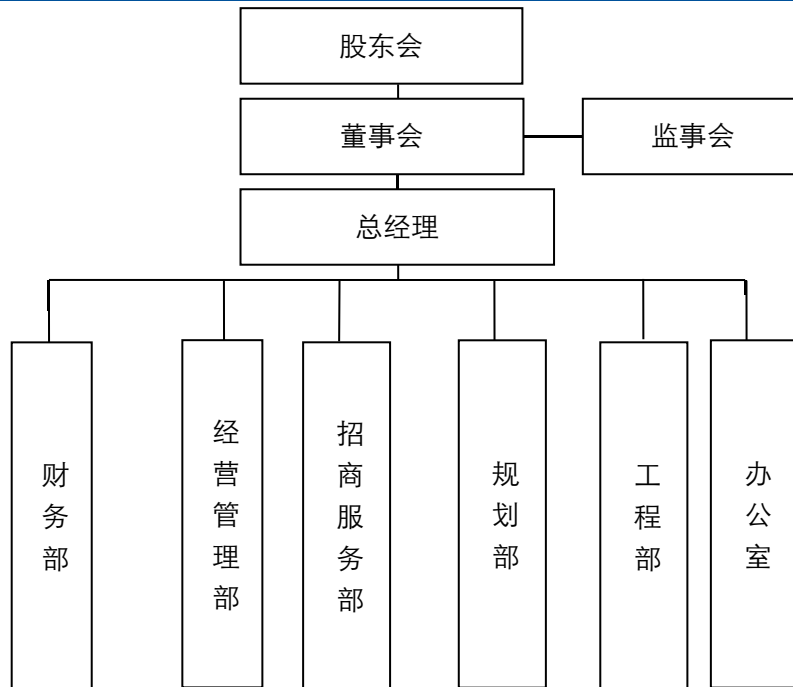 股东会
董事会
监事会
总经理
财务部
经营管理部
招商服务部
规划部
工程部
办公室